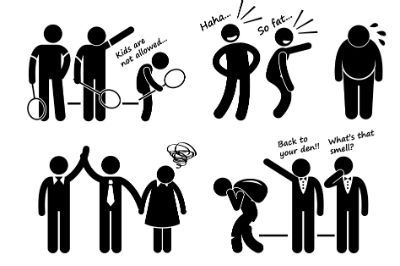 Kids are
not allowed...
Haha...
So fat...
Back to
your den!!
What's that
smell?